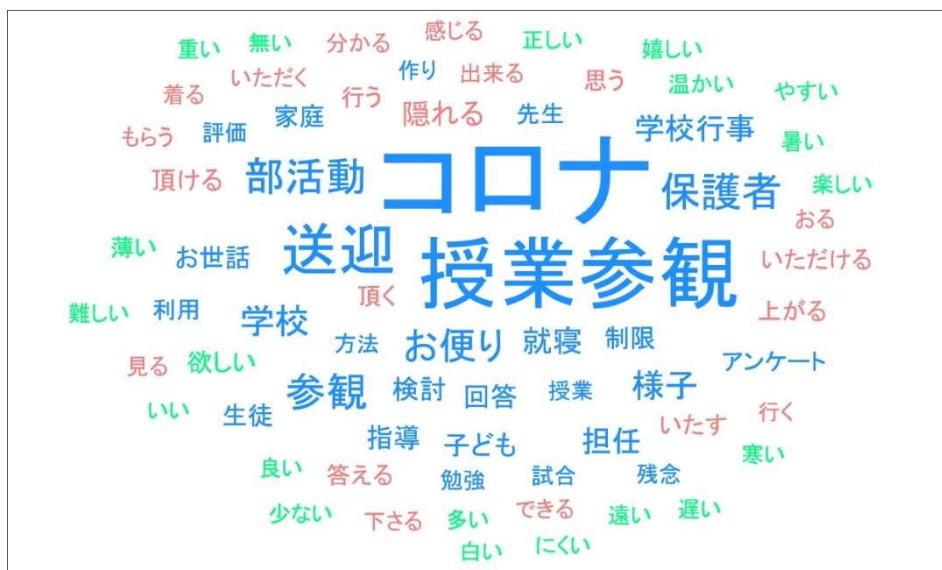 重い 無い 分かる 感じる 正しい 嬉しい
着る いただく 作り 出来る 思う 温かい やすい
もらう 評価 家庭 行う 隠れる 先生 学校行事 暑い
頂ける 部活動 コロナ 保護者 楽しい
おる
薄い お世話 送迎 授業参観 いただける
難しい 利用 学校 頂く 上がる
方法 お便り 就寝 制限 アンケート
見る 欲しい 参観 検討 回答 授業 様子
いい 生徒 指導 子ども 担任 いたす 行く
良い 答える 勉強 試合 残念 寒い
少ない 下さる 多い できる 遠い 遅い
白い にくい